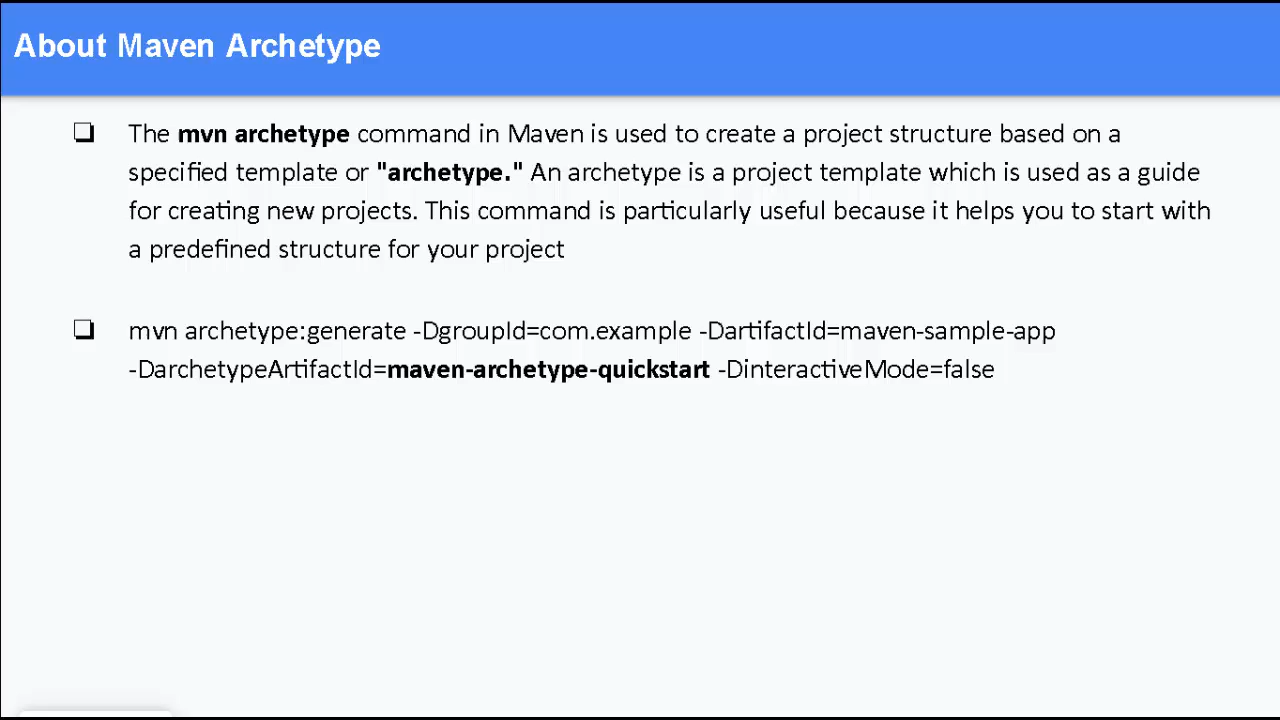 About Maven Archetype
The mvn archetype command in Maven is used to create a project structure based on a
specified template or "archetype." An archetype is a project template which is used as a guide
for creating new projects. This command is particularly useful because it helps you to start with
a predefined structure for your project
mvn archetype:generate -DgroupId=com.example -DartifactId=maven-sample-app
-DarchetypeArtifactId=maven-archetype-quickstart -DinteractiveMode=false